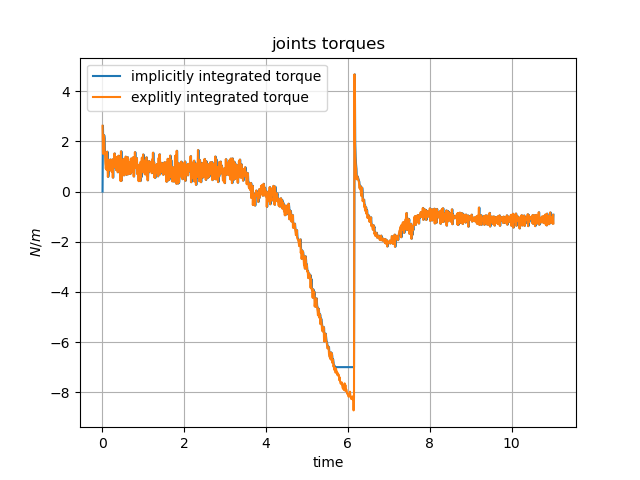 joints torques
implicitly integrated torque
explitly integrated torque
N/m
4
2
0
−2
−4
−6
−8
0 2 4 6 8 10
time